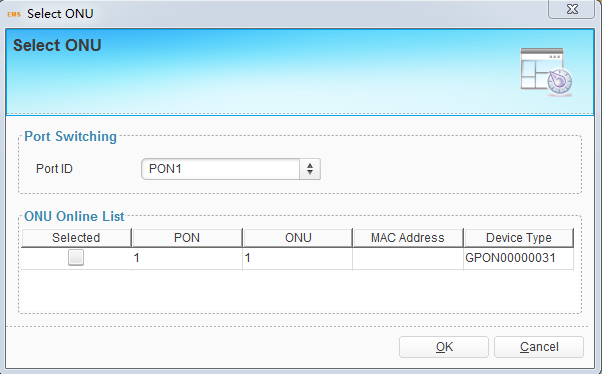 EMS Select ONU
Select ONU
Port Switching
Port ID PON1
ONU Online List
Selected PON ONU MAC Address Device Type
1 1 GPON00000031
OK Cancel